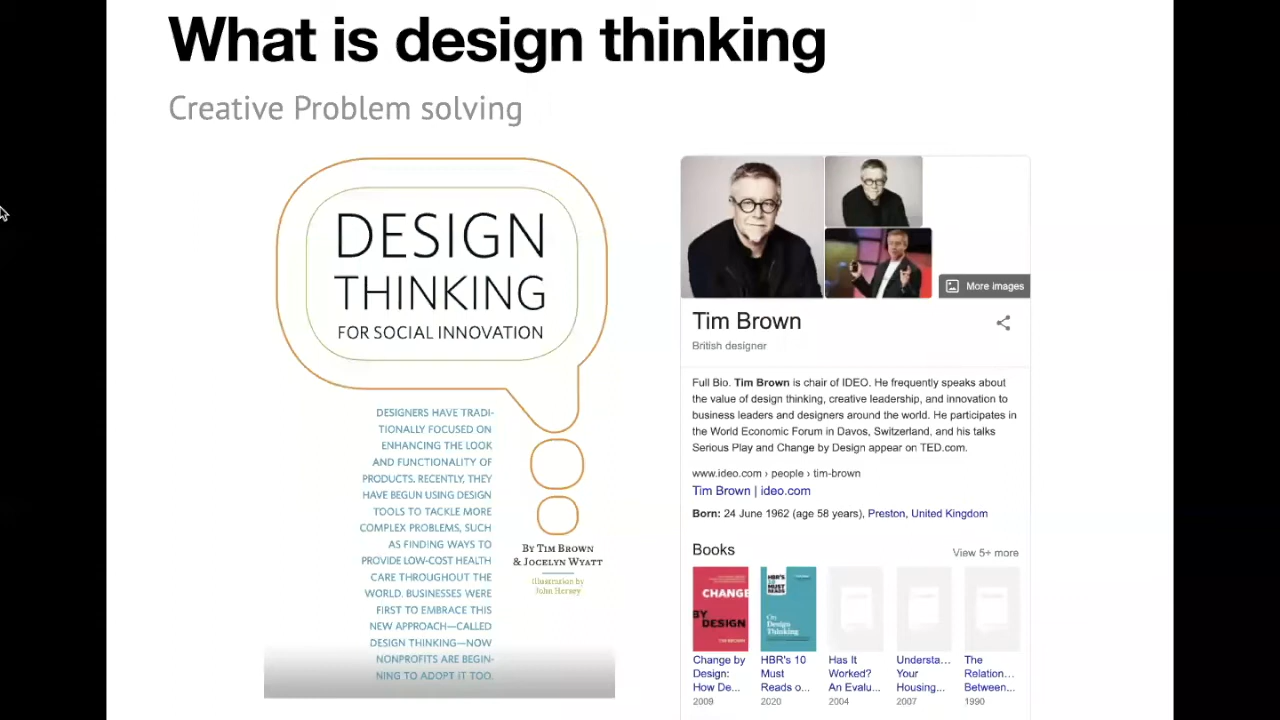 What is design thinking
Creative Problem solving
DESIGN
THINKING
FOR SOCIAL INNOVATION
DESIGNERS HAVE TRADI-
TIONALLY FOCUSED ON
ENHANCING THE LOOK
AND FUNCTIONALITY OF
PRODUCTS. RECENTLY, THEY
HAVE BEGUN USING DESIGN
TOOLS TO TACKLE MORE
COMPLEX PROBLEMS, SUCH
AS FINDING WAYS TO
PROVIDE LOW-COST HEALTH
CARE THROUGHOUT THE
WORLD. BUSINESSES WERE
FIRST TO EMBRACE THIS
NEW APPROACH—CALLED
DESIGN THINKING—NOW
NONPROFITS ARE BEGIN-
NING TO ADOPT IT TOO.
By Tim Brown
& Jocelyn Wyatt
Illustration by
John Hersey
More images
Tim Brown
British designer
Full Bio. Tim Brown is chair of IDEO. He frequently speaks about
the value of design thinking, creative leadership, and innovation to
business leaders and designers around the world. He participates in
the World Economic Forum in Davos, Switzerland, and his talks
Serious Play and Change by Design appear on TED.com.
www.ideo.com › people › tim-brown
Tim Brown | ideo.com
Born: 24 June 1962 (age 58 years), Preston, United Kingdom
Books
View 5+ more
CHANGE
BY
DESIGN
TIM BROWN
HBR'S
10
MUST
READS
On
Design
Thinking
Change by
Design:
How De...
2009
HBR's 10
Must
Reads o...
2020
Has It
Worked?
An Evalu...
2004
Understa...
Your
Housing...
2007
The
Relation...
Between...
1990